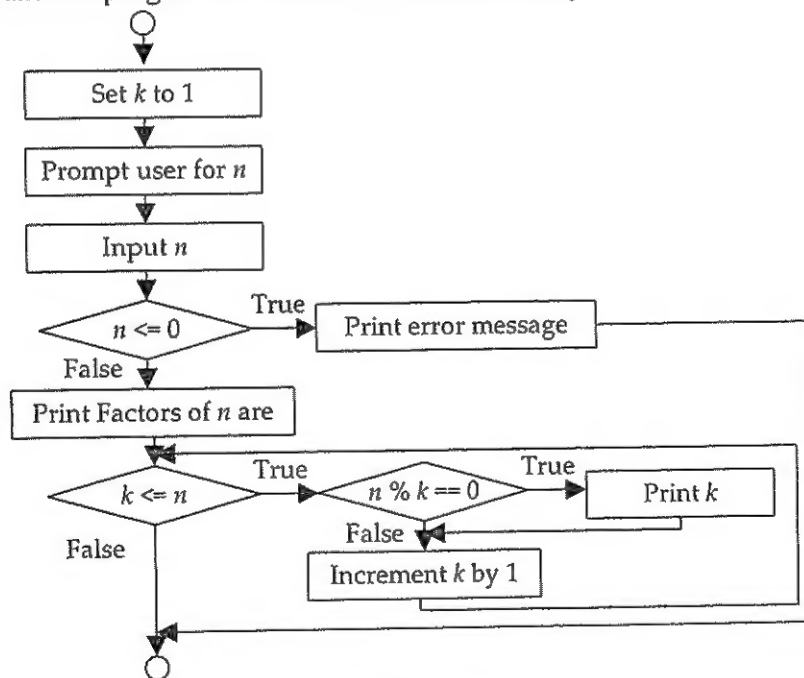 Set k to 1
Prompt user for n
Input n
True
n <= 0
Print error message
False
Print Factors of n are
True
True
k <= n
n % k == 0
Print k
False
False
Increment k by 1